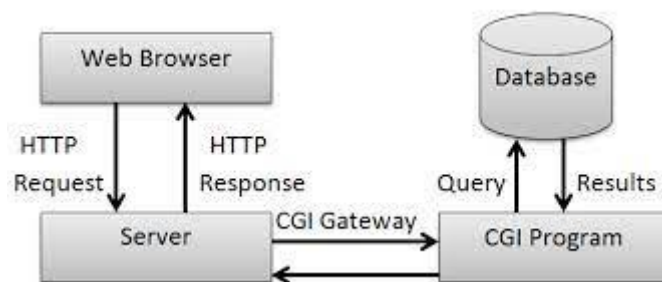 Web Browser
Database
HTTP
Request
HTTP
Response
Query
Results
Server
CGI Gateway
CGI Program